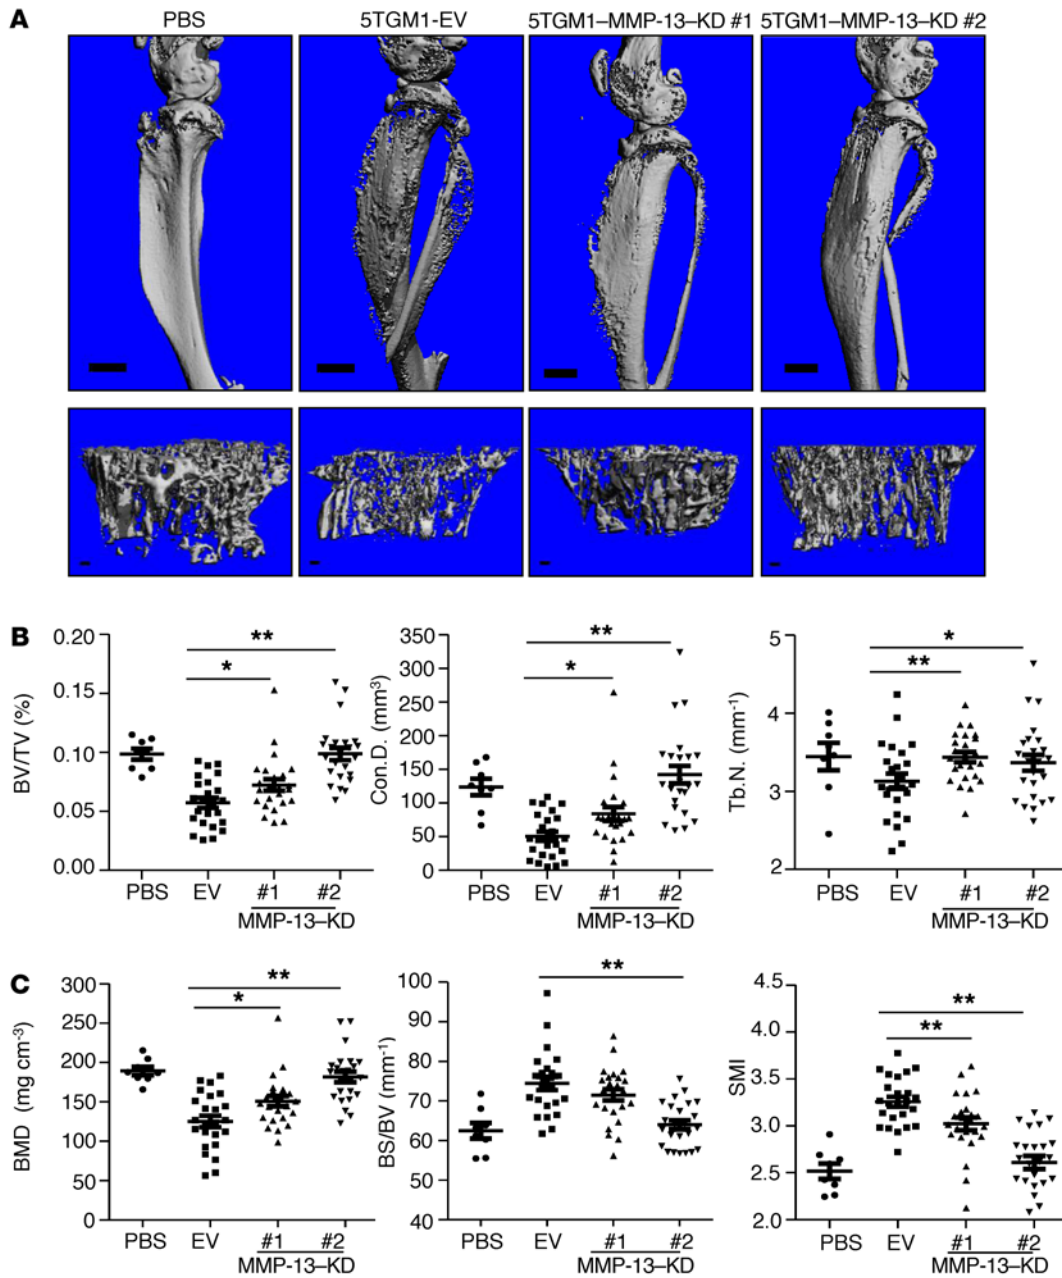 A
PBS
5TGM1-EV
5TGM1–MMP-13–KD #1
5TGM1–MMP-13–KD #2
B
BV/TV (%)
0.20
0.15
0.10
0.05
0.00
**
*
PBS
EV
#1
#2
MMP-13–KD
Con.D. (mm³)
350
300
250
200
150
100
50
0
**
*
PBS
EV
#1
#2
MMP-13–KD
Tb.N. (mm⁻¹)
5
4
3
2
*
**
PBS
EV
#1
#2
MMP-13–KD
C
BMD (mg cm⁻³)
300
250
200
150
100
50
0
**
*
PBS
EV
#1
#2
MMP-13–KD
BS/BV (mm⁻¹)
100
90
80
70
60
50
40
**
PBS
EV
#1
#2
MMP-13–KD
SMI
4.5
4.0
3.5
3.0
2.5
2.0
**
**
PBS
EV
#1
#2
MMP-13–KD